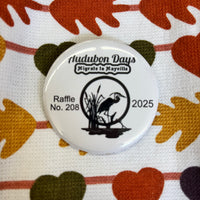 Audubon Days
Migrate to Mayville
Raffle
No. 208
2025